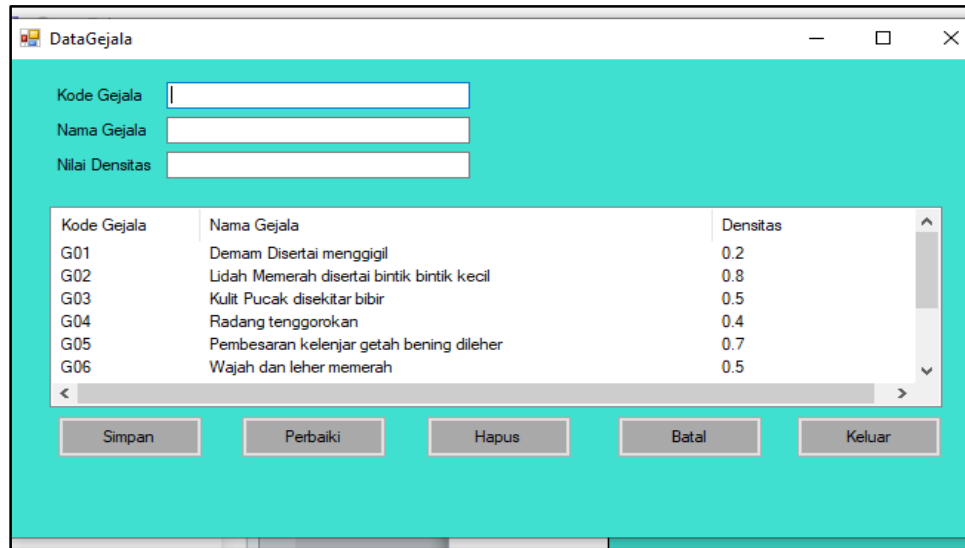 DataGejala
Kode Gejala
Nama Gejala
Nilai Densitas
Kode Gejala Nama Gejala Densitas
G01 Demam Disertai menggigil 0.2
G02 Lidah Memerah disertai bintik bintik kecil 0.8
G03 Kulit Pucak disekitar bibir 0.5
G04 Radang tenggorokan 0.4
G05 Pembesaran kelenjar getah bening dileher 0.7
G06 Wajah dan leher memerah 0.5
Simpan Perbaiki Hapus Batal Keluar